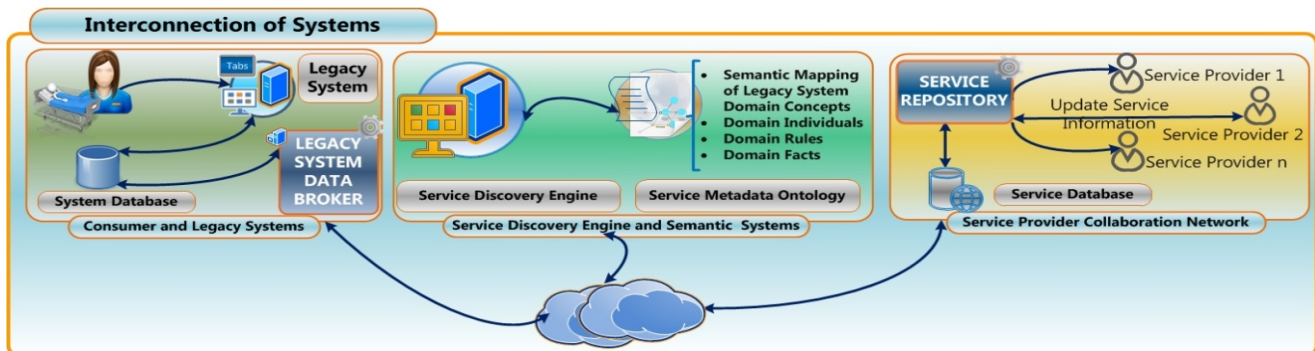 Interconnection of Systems
Tabs
Legacy
System
LEGACY
SYSTEM
DATA
BROKER
System Database
Consumer and Legacy Systems
• Semantic Mapping
of Legacy System
Domain Concepts
• Domain Individuals
• Domain Rules
• Domain Facts
Service Discovery Engine
Service Metadata Ontology
Service Discovery Engine and Semantic Systems
SERVICE
REPOSITORY
Service Provider 1
Update Service
Information
Service Provider 2
Service Provider n
Service Database
Service Provider Collaboration Network